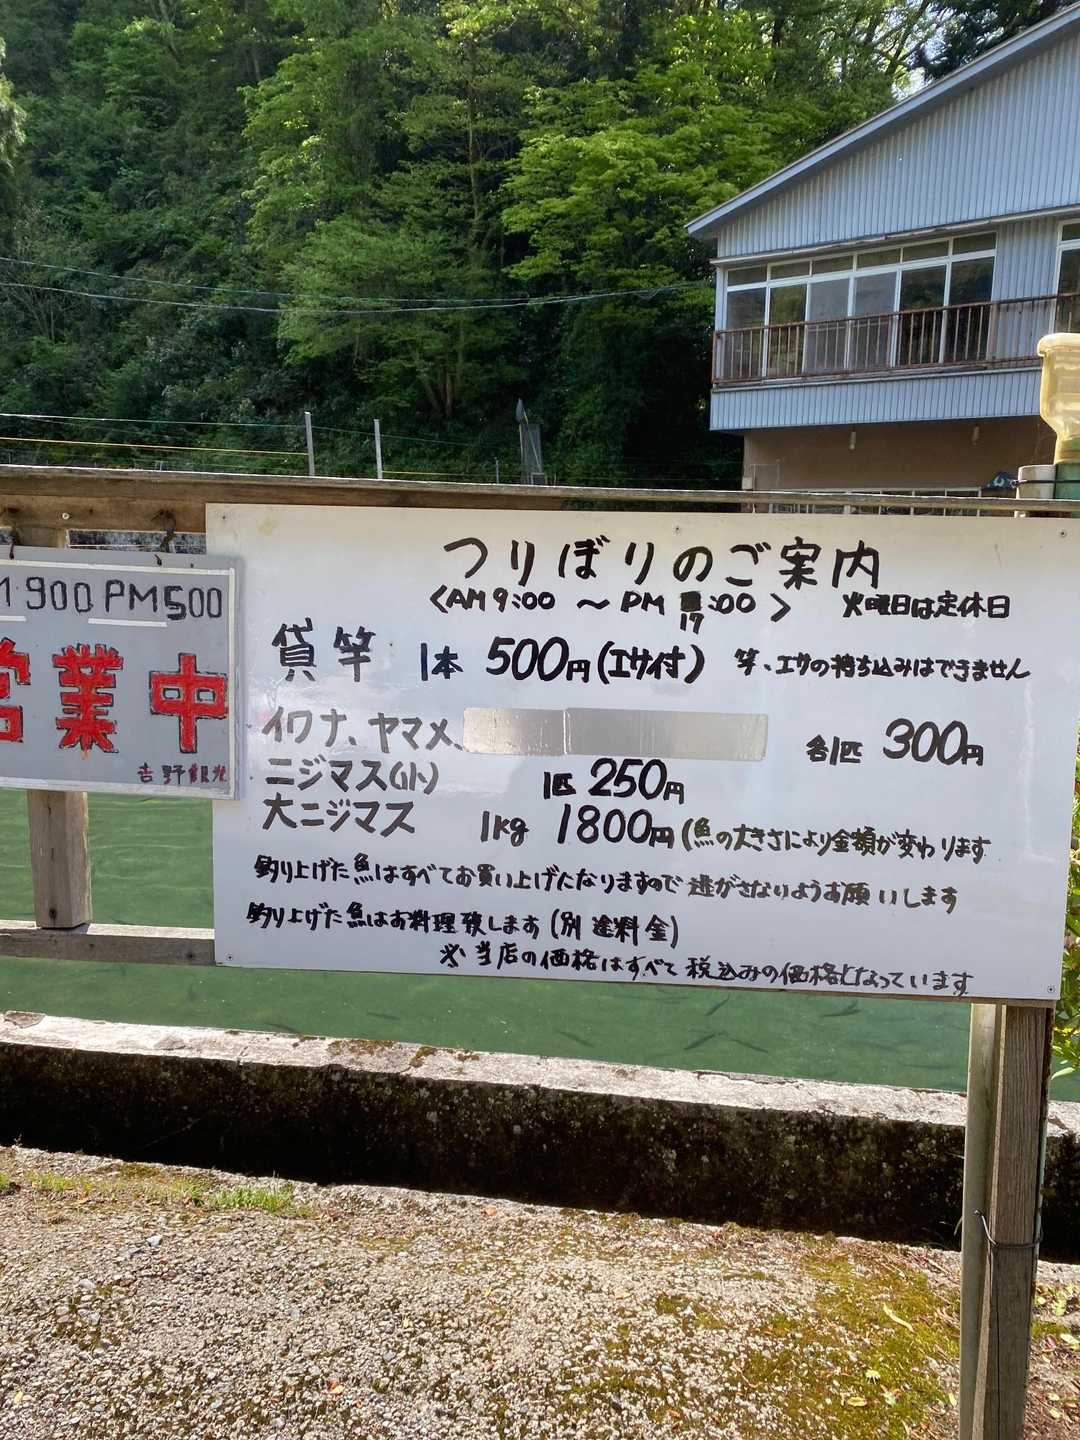 900 PM500
営業中
吉野観光
つりぼりのご案内
<AM9:00 ~ PM :00>
17
火曜日は定休日
貸竿 1本 500円(エサ付) 竿、エサの持ち込みはできません
イワナ、ヤマメ、 各1匹 300円
ニジマス(小) 1匹 250円
大ニジマス 1kg 1800円(魚の大きさにより金額が変わります
釣り上げた魚はすべてお買い上げになりますので逃がさないようお願いします
釣り上げた魚はお料理致します(別途料金)
※当店の価格はすべて税込みの価格となっています